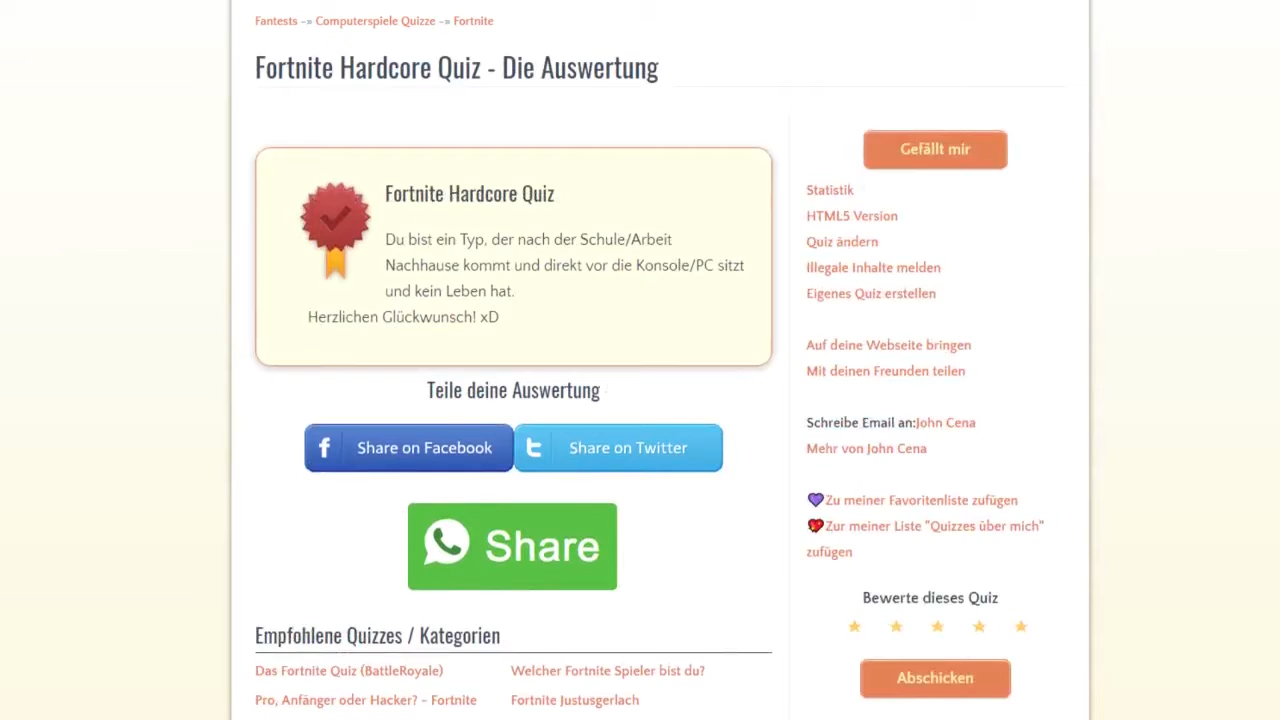 Fantests -» Computerspiele Quizze -» Fortnite
Fortnite Hardcore Quiz - Die Auswertung
Fortnite Hardcore Quiz
Du bist ein Typ, der nach der Schule/Arbeit
Nachhause kommt und direkt vor die Konsole/PC sitzt
und kein Leben hat.
Herzlichen Glückwunsch! xD
Teile deine Auswertung
Share on Facebook
Share on Twitter
Share
Empfohlene Quizzes / Kategorien
Das Fortnite Quiz (BattleRoyale)
Welcher Fortnite Spieler bist du?
Pro, Anfänger oder Hacker? - Fortnite
Fortnite Justusgerlach
Gefällt mir
Statistik
HTML5 Version
Quiz ändern
Illegale Inhalte melden
Eigenes Quiz erstellen
Auf deine Webseite bringen
Mit deinen Freunden teilen
Schreibe Email an:John Cena
Mehr von John Cena
Zu meiner Favoritenliste zufügen
Zur meiner Liste "Quizzes über mich"
zufügen
Bewerte dieses Quiz
Abschicken